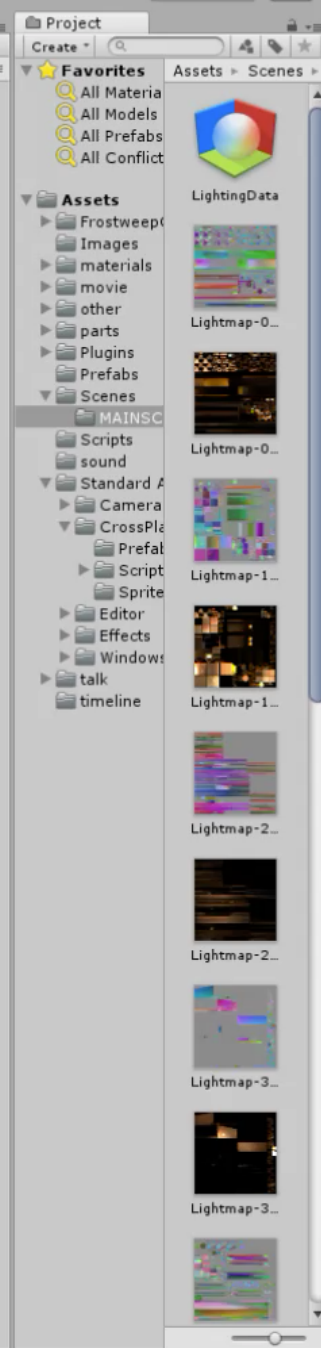 Project
Create
Favorites
All Materia
All Models
All Prefabs
All Conflict
Assets
Frostweep
Images
materials
movie
other
parts
Plugins
Prefabs
Scenes
MAINSC
Scripts
sound
Standard A
Camera
CrossPla
Prefab
Script
Sprite
Editor
Effects
Windows
talk
timeline
Assets Scenes
LightingData
Lightmap-0...
Lightmap-0...
Lightmap-1...
Lightmap-1...
Lightmap-2...
Lightmap-2...
Lightmap-3...
Lightmap-3...